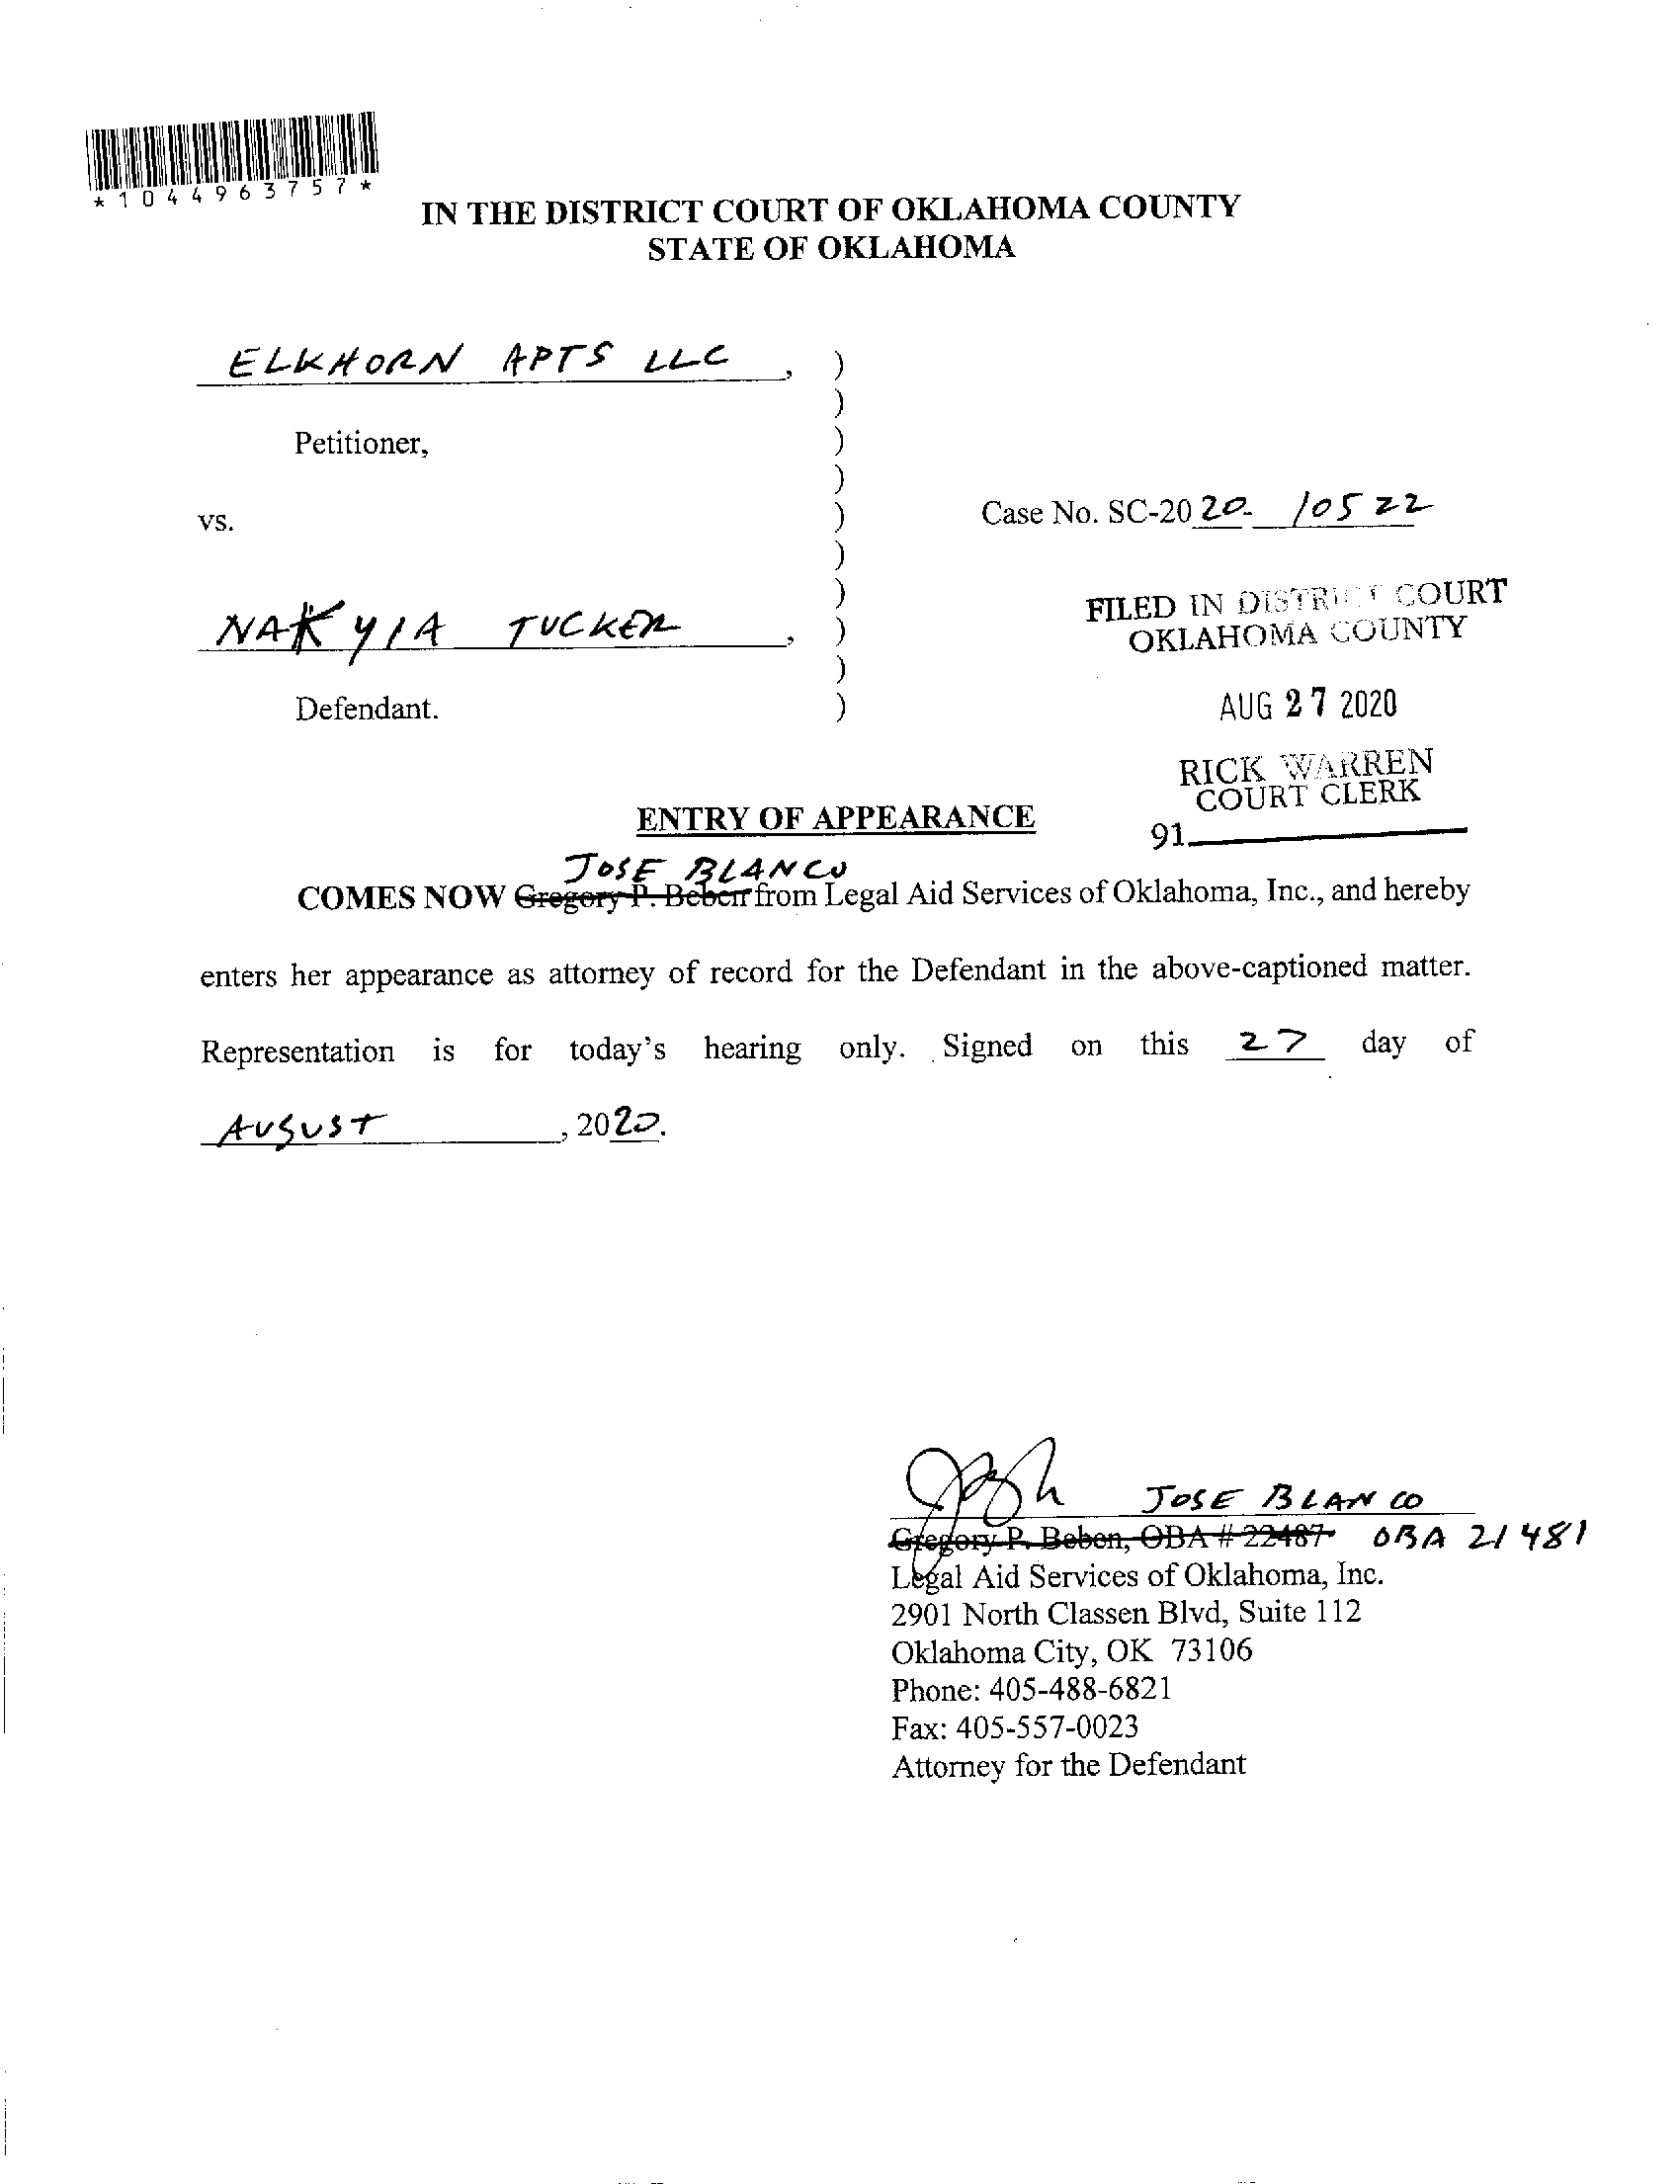 *1044963757*
IN THE DISTRICT COURT OF OKLAHOMA COUNTY
STATE OF OKLAHOMA
ELKHORN APTS LLC, )
)
Petitioner, )
)
vs. )
Case No. SC-2020-10522
)
)
NAKYIA TUCKER, )
)
Defendant. )
FILED IN DISTRICT COURT
OKLAHOMA COUNTY
AUG 27 2020
RICK WARREN
COURT CLERK
91
ENTRY OF APPEARANCE
JOSE BLANCO
COMES NOW Gregory P. Beben from Legal Aid Services of Oklahoma, Inc., and hereby
enters her appearance as attorney of record for the Defendant in the above-captioned matter.
Representation is for today's hearing only. Signed on this 27 day of
AUGUST, 2020.
JOSE BLANCO
Gregory P. Beben, OBA # 22487 OBA 21481
Legal Aid Services of Oklahoma, Inc.
2901 North Classen Blvd, Suite 112
Oklahoma City, OK 73106
Phone: 405-488-6821
Fax: 405-557-0023
Attorney for the Defendant